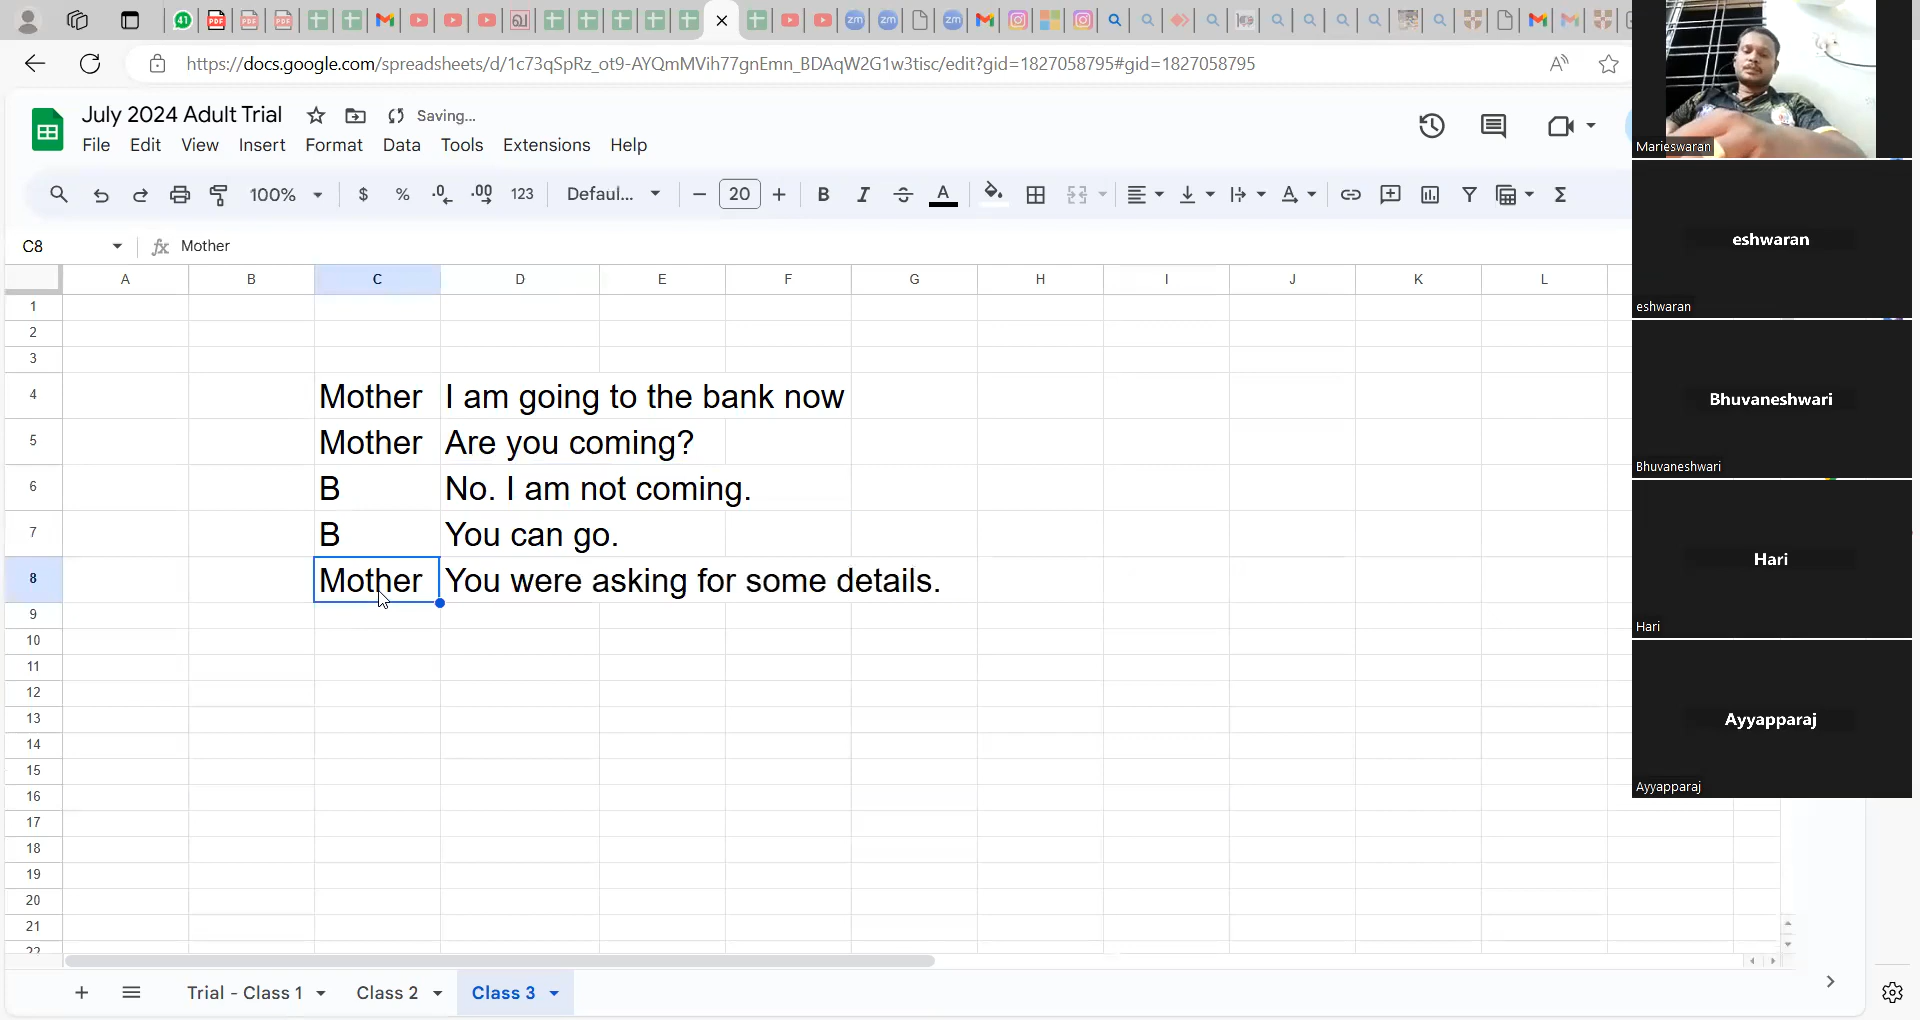 41
https://docs.google.com/spreadsheets/d/1c73qSpRz_ot9-AYQmMVih77gnEmn_BDAqW2G1w3tisc/edit?gid=1827058795#gid=1827058795
July 2024 Adult Trial Saving...
File Edit View Insert Format Data Tools Extensions Help
100% $ % .0 .00 123 Defaul... 20 B I A
C8 fx Mother
A B C D E F G H I J K L
1
2
3
4 Mother I am going to the bank now
5 Mother Are you coming?
6 B No. I am not coming.
7 B You can go.
8 Mother You were asking for some details.
9
10
11
12
13
14
15
16
17
18
19
20
21
22
Trial - Class 1 Class 2 Class 3
Marieswaran
eshwaran
eshwaran
Bhuvaneshwari
Bhuvaneshwari
Hari
Hari
Ayyapparaj
Ayyapparaj